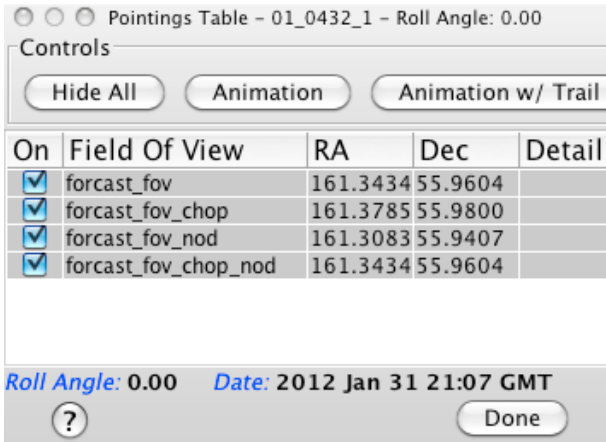 Pointings Table – 01_0432_1 – Roll Angle: 0.00
Controls
Hide All Animation Animation w/ Trail
On Field Of View RA Dec Detail
forcast_fov 161.3434 55.9604
forcast_fov_chop 161.3785 55.9800
forcast_fov_nod 161.3083 55.9407
forcast_fov_chop_nod 161.3434 55.9604
Roll Angle: 0.00 Date: 2012 Jan 31 21:07 GMT
? Done